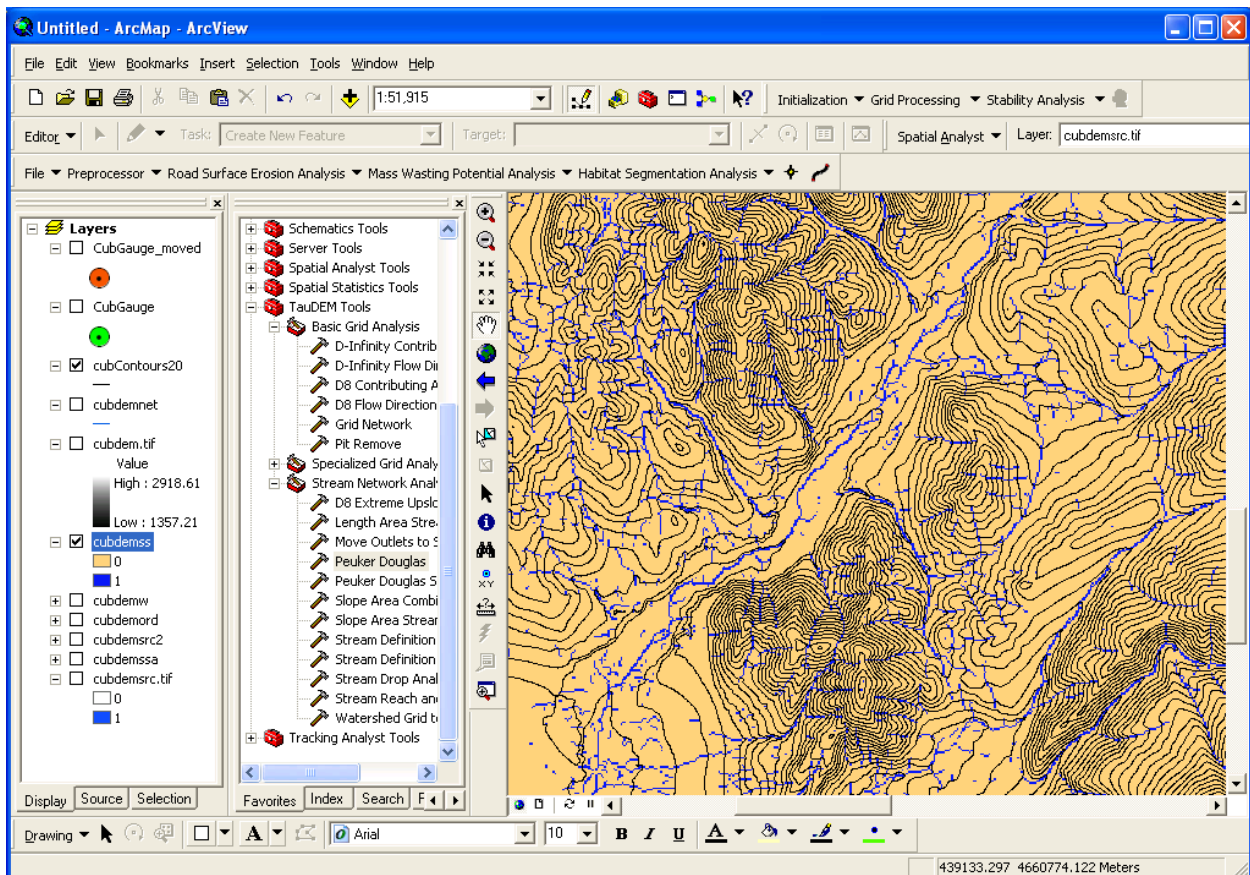 Untitled - ArcMap - ArcView
File Edit View Bookmarks Insert Selection Tools Window Help
1:51,915
Initialization Grid Processing Stability Analysis
Editor Task: Create New Feature Target: Spatial Analyst Layer: cubdemsrc.tif
File Preprocessor Road Surface Erosion Analysis Mass Wasting Potential Analysis Habitat Segmentation Analysis
Layers
CubGauge_moved
CubGauge
cubContours20
cubdemnet
cubdem.tif
Value
High : 2918.61
Low : 1357.21
cubdemss
0
1
cubdemw
cubdemord
cubdemsrc2
cubdemssa
cubdemsrc.tif
0
1
Display Source Selection
Schematics Tools
Server Tools
Spatial Analyst Tools
Spatial Statistics Tools
TauDEM Tools
Basic Grid Analysis
D-Infinity Contrib
D-Infinity Flow Di
D8 Contributing A
D8 Flow Direction
Grid Network
Pit Remove
Specialized Grid Analy
Stream Network Anal
D8 Extreme Upslo
Length Area Stre
Move Outlets to S
Peuker Douglas
Peuker Douglas S
Slope Area Combi
Slope Area Strear
Stream Definition
Stream Definition
Stream Drop Anal
Stream Reach and
Watershed Grid to
Tracking Analyst Tools
Favorites Index Search F
XY
Drawing A Arial 10 B I U A
439133.297 4660774.122 Meters